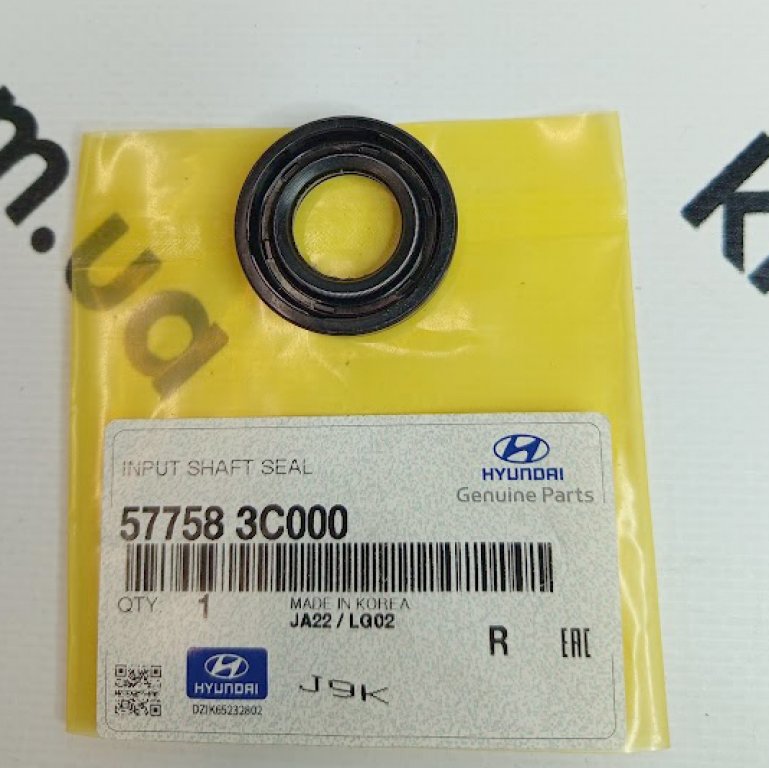 m.ua
INPUT SHAFT SEAL
HYUNDAI
Genuine Parts
57758 3C000
QTY. 1
MADE IN KOREA
JA22 / LG02
R
EAC
HYUNDAI
J9K
DZIK65232802